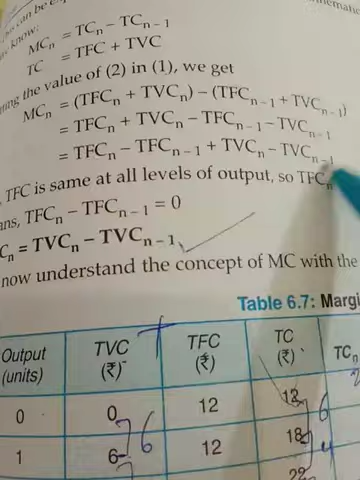 can be
know:
MCn = TCn − TCn − 1
TC = TFC + TVC
the value of (2) in (1), we get
MCn = (TFCn + TVCn) − (TFCn − 1 + TVCn − 1)
= TFCn + TVCn − TFCn − 1 − TVCn − 1
= TFCn − TFCn − 1 + TVCn − TVCn − 1
, TFC is same at all levels of output, so TFCn
TFCn − TFCn − 1 = 0
Cn = TVCn − TVCn − 1
now understand the concept of MC with the
Table 6.7:
Output (units) TVC (₹) TFC (₹) TC (₹) TCn
0 0 12 12 6
1 6 6 12 18